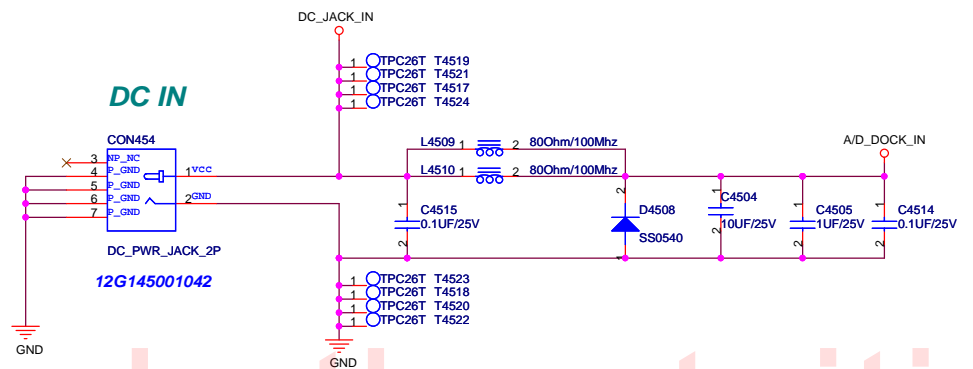 DC_JACK_IN
1 TPC26T T4519
1 TPC26T T4521
1 TPC26T T4517
1 TPC26T T4524
DC IN
CON454
3 NP_NC
4 P_GND
5 P_GND
6 P_GND
7 P_GND
1 VCC
2 GND
DC_PWR_JACK_2P
12G145001042
GND
L4509 1 2 80Ohm/100Mhz
L4510 1 2 80Ohm/100Mhz
A/D_DOCK_IN
1 C4515 0.1UF/25V 2
2 D4508 SS0540 1
1 C4504 10UF/25V 2
1 C4505 1UF/25V 2
1 C4514 0.1UF/25V 2
1 TPC26T T4523
1 TPC26T T4518
1 TPC26T T4520
1 TPC26T T4522
GND